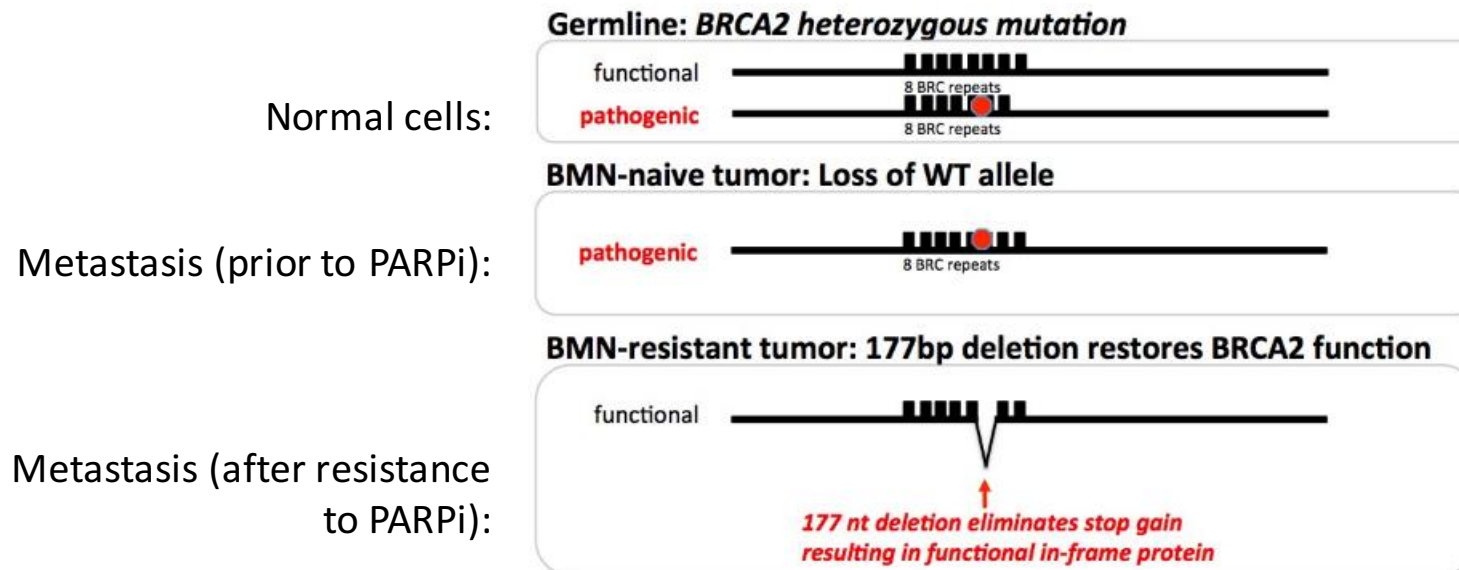 Germline: BRCA2 heterozygous mutation
Normal cells:
functional
8 BRC repeats
pathogenic
8 BRC repeats
BMN-naive tumor: Loss of WT allele
Metastasis (prior to PARPi):
pathogenic
8 BRC repeats
BMN-resistant tumor: 177bp deletion restores BRCA2 function
functional
Metastasis (after resistance
to PARPi):
177 nt deletion eliminates stop gain
resulting in functional in-frame protein